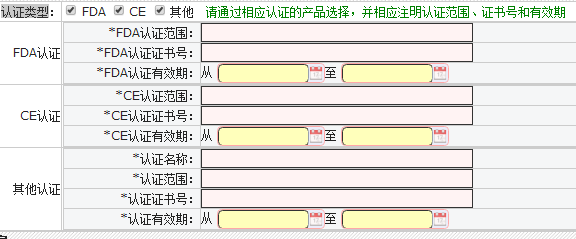 认证类型: FDA CE 其他 请通过相应认证的产品选择，并相应注明认证范围、证书号和有效期
FDA认证
*FDA认证范围:
*FDA认证证书号:
*FDA认证有效期: 从 至
CE认证
*CE认证范围:
*CE认证证书号:
*CE认证有效期: 从 至
其他认证
*认证名称:
*认证范围:
*认证证书号:
*认证有效期: 从 至